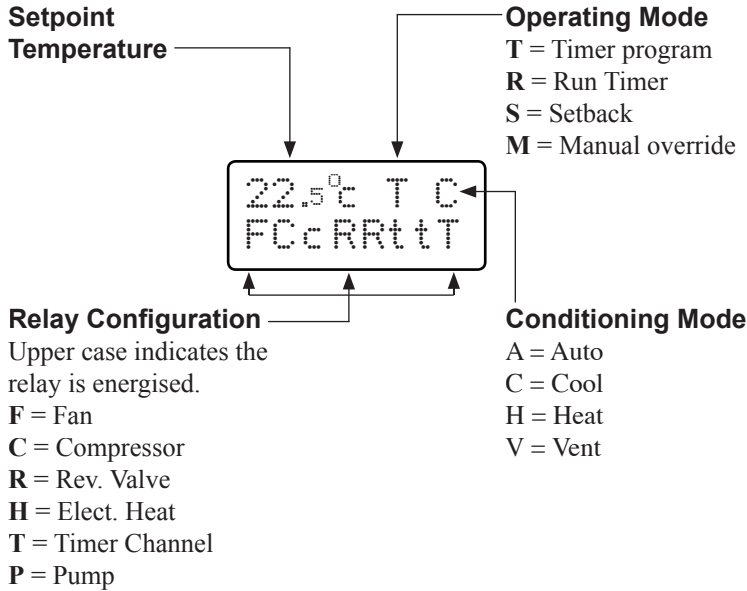 Setpoint
Temperature
Operating Mode
T = Timer program
R = Run Timer
S = Setback
M = Manual override
22.5°c T C
FCcRRttT
Relay Configuration
Upper case indicates the
relay is energised.
F = Fan
C = Compressor
R = Rev. Valve
H = Elect. Heat
T = Timer Channel
P = Pump
Conditioning Mode
A = Auto
C = Cool
H = Heat
V = Vent